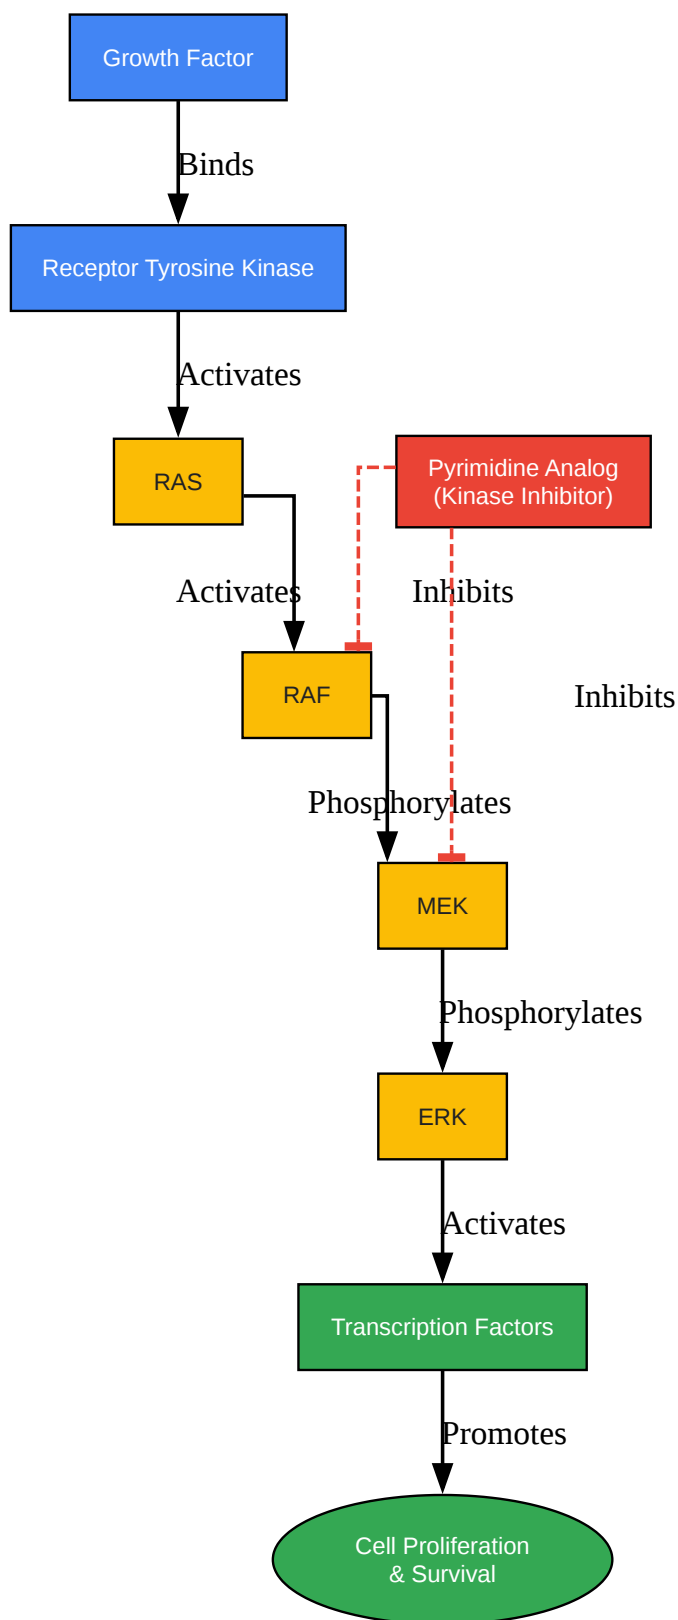 Growth Factor
Binds
Receptor Tyrosine Kinase
Activates
RAS
Pyrimidine Analog
(Kinase Inhibitor)
Activates
Inhibits
RAF
Inhibits
Phosphorylates
MEK
Phosphorylates
ERK
Activates
Transcription Factors
Promotes
Cell Proliferation
& Survival